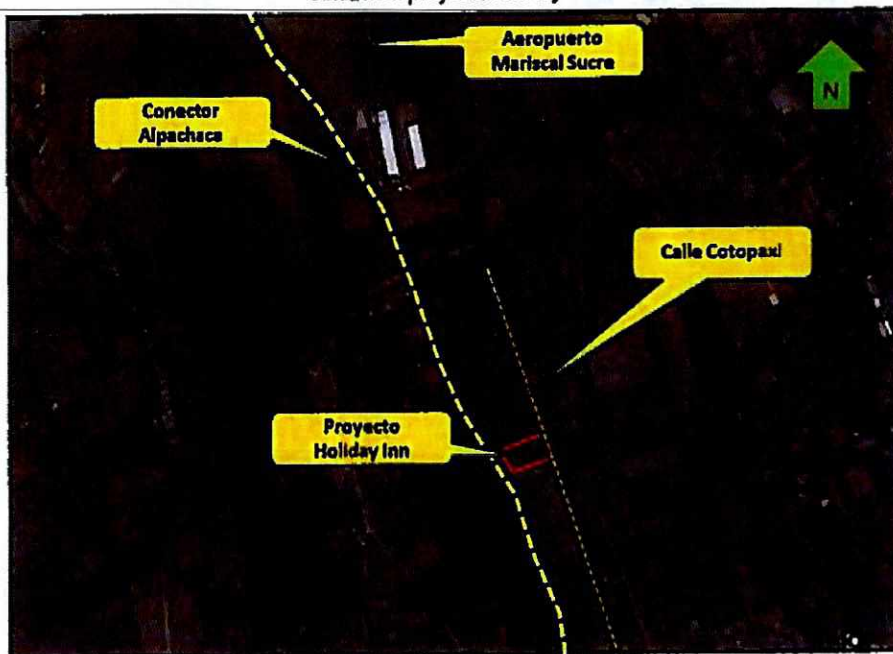 Aeropuerto
Mariscal Sucre
N
Conector
Alpachaca
Calle Cotopaxi
Proyecto
Holiday Inn